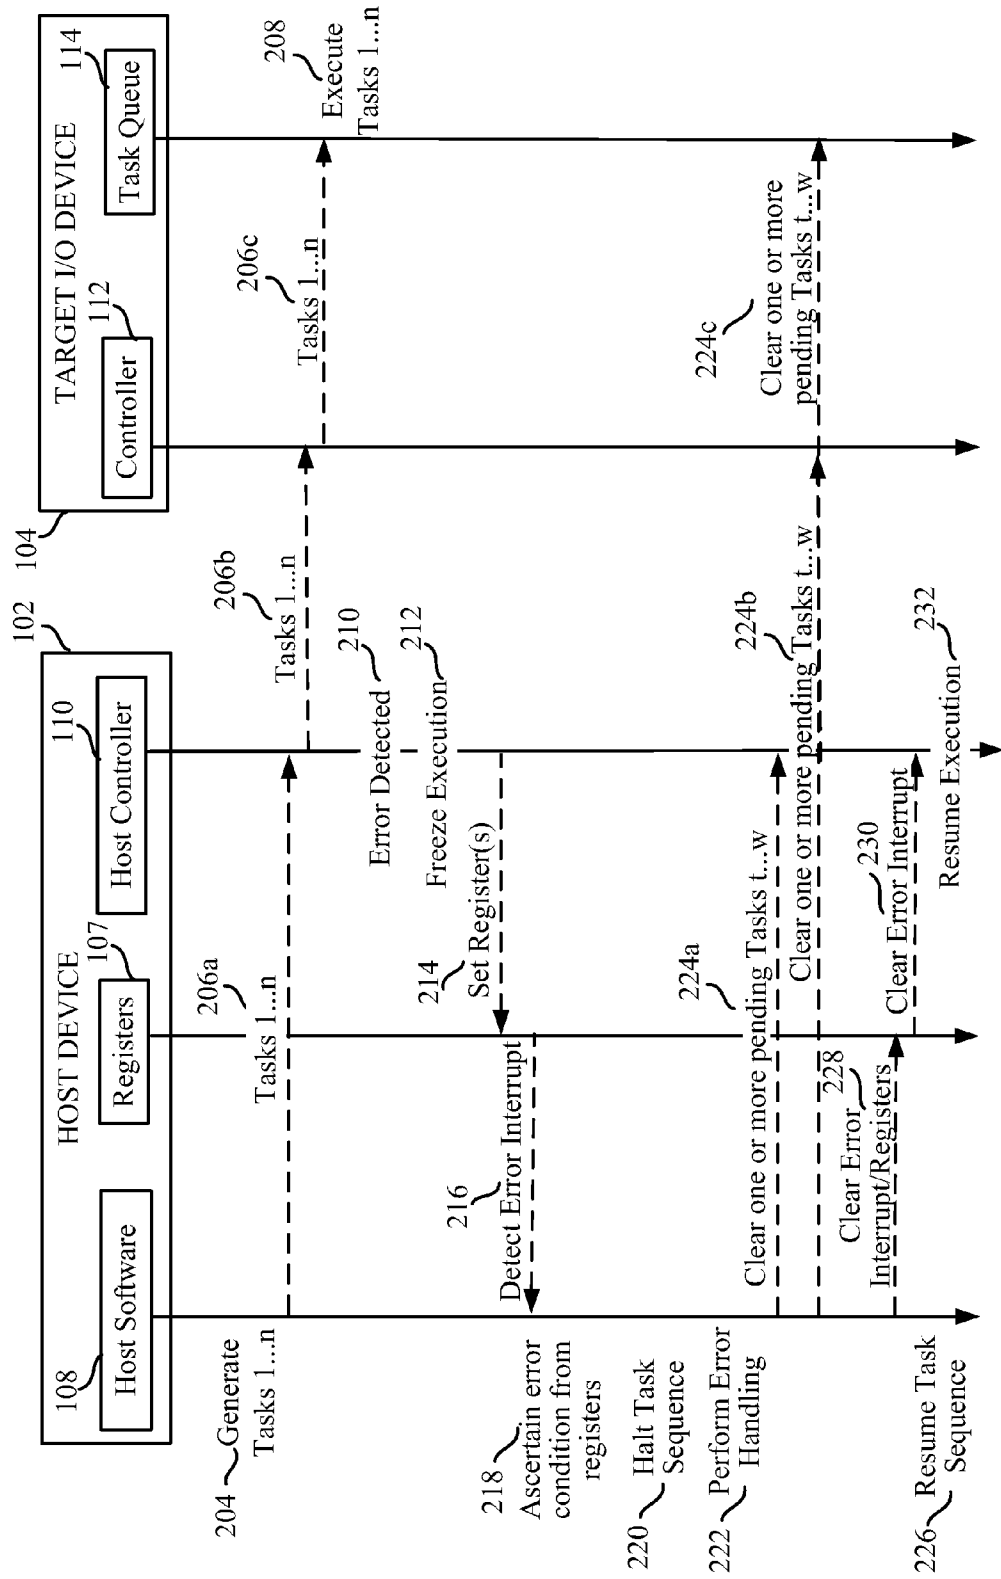 HOST DEVICE
102
TARGET I/O DEVICE
104
108
Host Software
Registers
107
Host Controller
110
Controller
112
Task Queue
114
204
Generate
Tasks 1...n
206a
Tasks 1...n
206b
Tasks 1...n
206c
Tasks 1...n
208
Execute
Tasks 1...n
210
Error Detected
212
Freeze Execution
214
Set Register(s)
216
Detect Error Interrupt
218
Ascertain error
condition from
registers
220
Halt Task
Sequence
222
Perform Error
Handling
224a
Clear one or more pending Tasks t...w
224b
Clear one or more pending Tasks t...w
224c
Clear one or more
pending Tasks t...w
226
Resume Task
Sequence
228
Clear Error
Interrupt/Registers
230
Clear Error Interrupt
232
Resume Execution